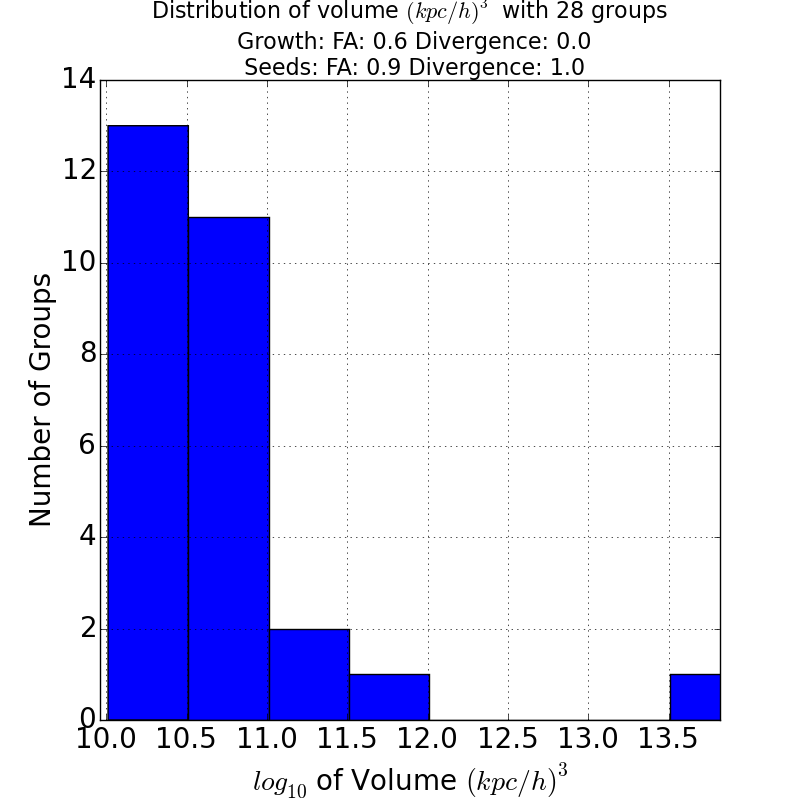 Distribution of volume (kpc/h)³ with 28 groups
Growth: FA: 0.6 Divergence: 0.0
Seeds: FA: 0.9 Divergence: 1.0
14
12
10
8
6
4
2
0
Number of Groups
10.0 10.5 11.0 11.5 12.0 12.5 13.0 13.5
log₁₀ of Volume (kpc/h)³